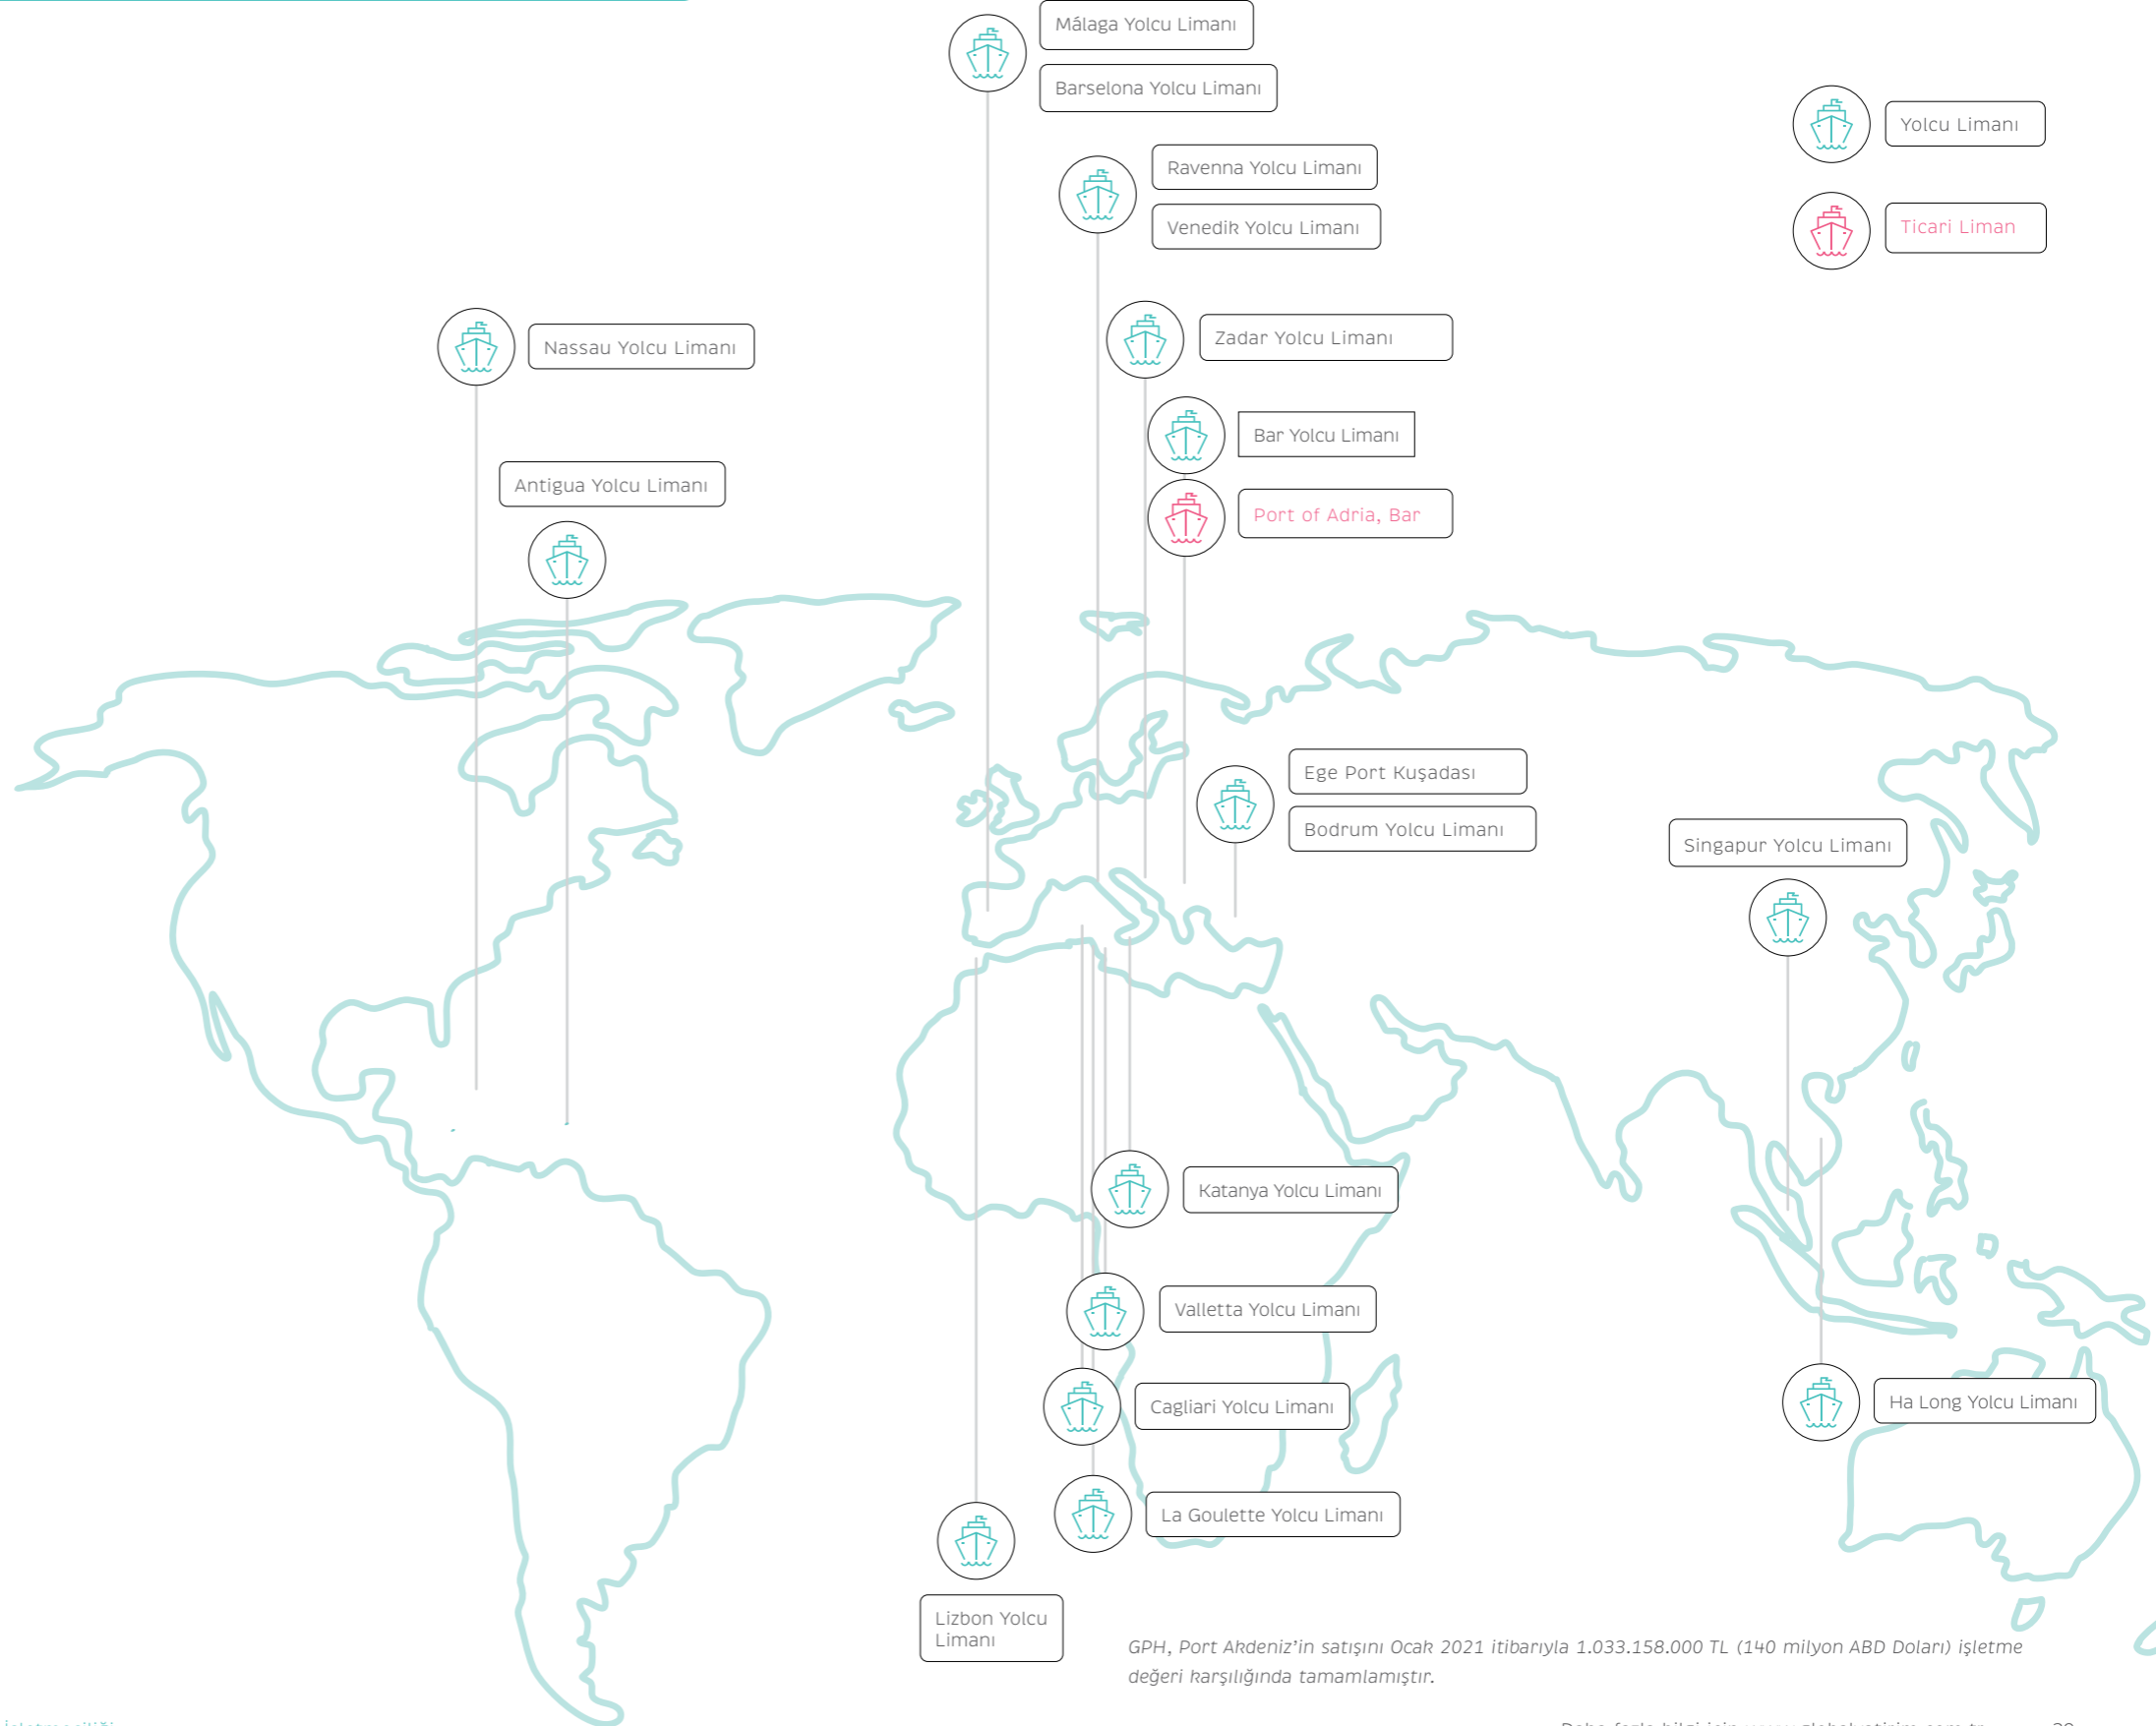 Málaga Yolcu Limanı
Barselona Yolcu Limanı
Yolcu Limanı
Ravenna Yolcu Limanı
Venedik Yolcu Limanı
Ticari Liman
Nassau Yolcu Limanı
Zadar Yolcu Limanı
Bar Yolcu Limanı
Antigua Yolcu Limanı
Port of Adria, Bar
Ege Port Kuşadası
Bodrum Yolcu Limanı
Singapur Yolcu Limanı
Katanya Yolcu Limanı
Valletta Yolcu Limanı
Cagliari Yolcu Limanı
Ha Long Yolcu Limanı
La Goulette Yolcu Limanı
Lizbon Yolcu
Limanı
GPH, Port Akdeniz'in satışını Ocak 2021 itibarıyla 1.033.158.000 TL (140 milyon ABD Doları) işletme
değeri karşılığında tamamlamıştır.